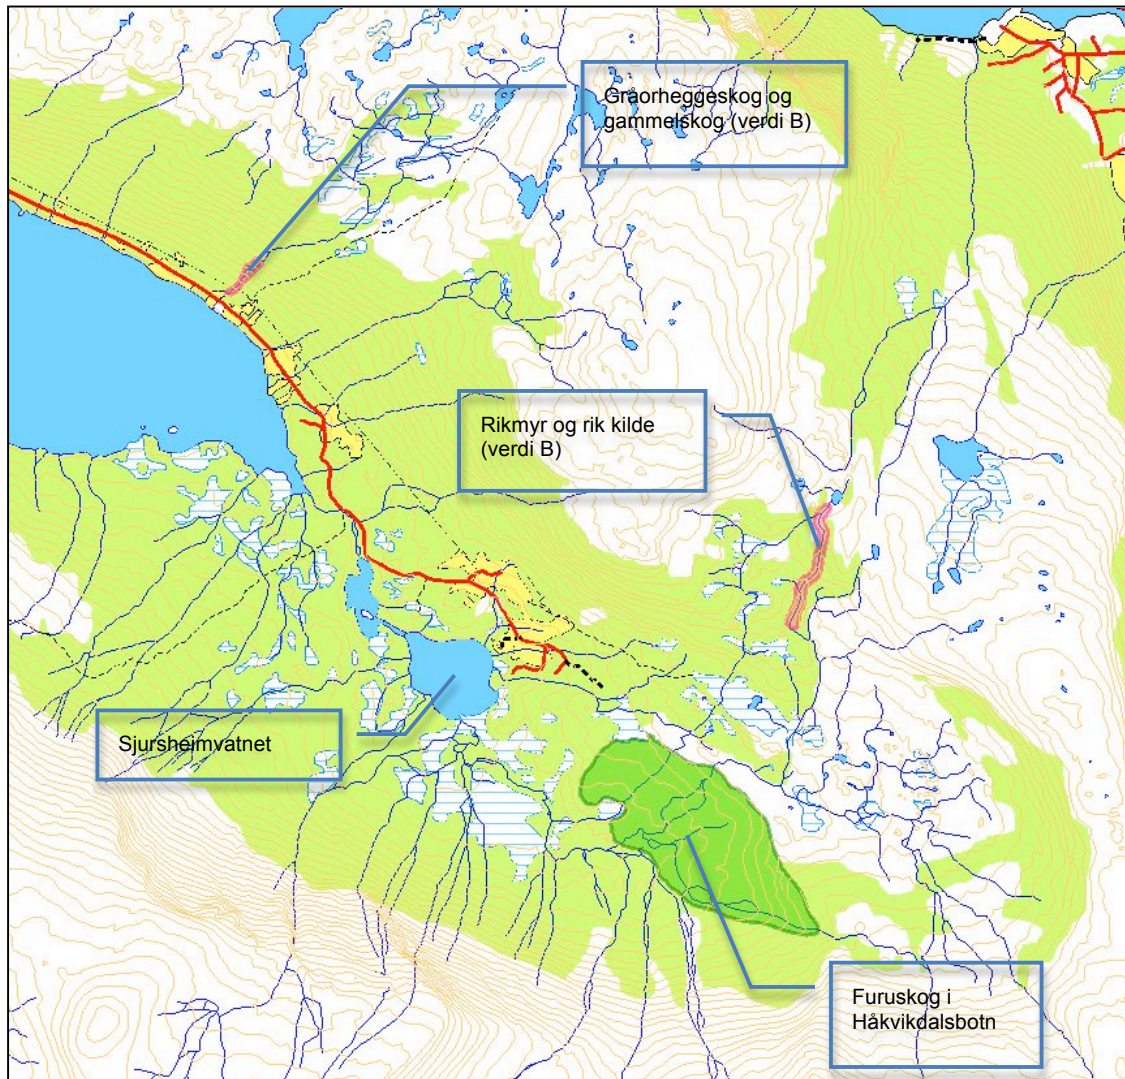 Gråorheggeskog og
gammelskog (verdi B)
Rikmyr og rik kilde
(verdi B)
Sjursheimvatnet
Furuskog i
Håkvikdalsbotn